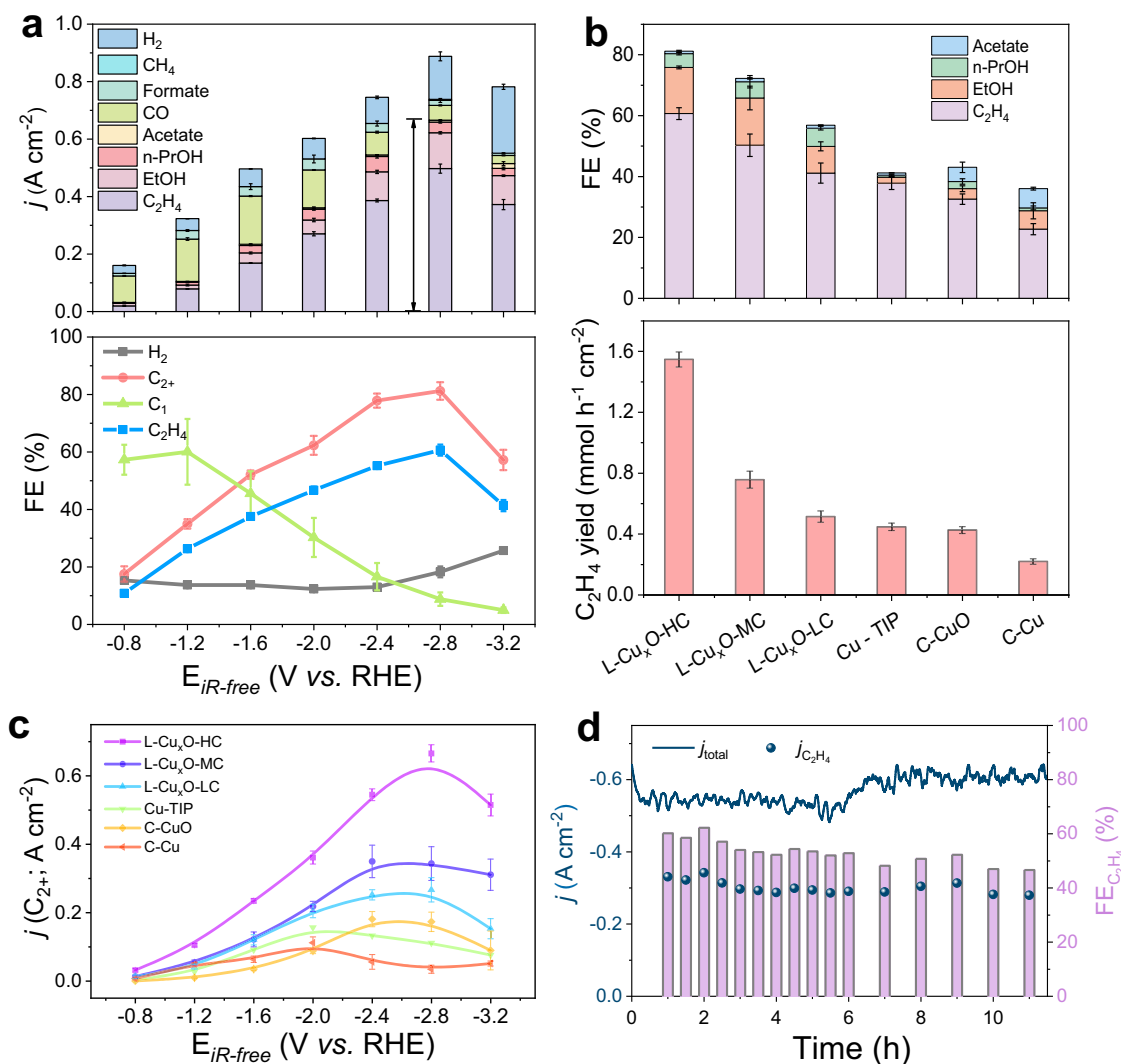 a
j (A cm⁻²)
1.0
0.8
0.6
0.4
0.2
0.0
H₂
CH₄
Formate
CO
Acetate
n-PrOH
EtOH
C₂H₄
FE (%)
100
80
60
40
20
0
H₂
C₂₊
C₁
C₂H₄
-0.8 -1.2 -1.6 -2.0 -2.4 -2.8 -3.2
E_iR-free (V vs. RHE)
b
FE (%)
80
60
40
20
0
Acetate
n-PrOH
EtOH
C₂H₄
C₂H₄ yield (mmol h⁻¹ cm⁻²)
1.6
1.2
0.8
0.4
0.0
L-CuₓO-HC
L-CuₓO-MC
L-CuₓO-LC
Cu - TIP
C-CuO
C-Cu
c
j (C₂₊; A cm⁻²)
0.6
0.4
0.2
0.0
L-CuₓO-HC
L-CuₓO-MC
L-CuₓO-LC
Cu-TIP
C-CuO
C-Cu
-0.8 -1.2 -1.6 -2.0 -2.4 -2.8 -3.2
E_iR-free (V vs. RHE)
d
j (A cm⁻²)
-0.6
-0.4
-0.2
0.0
j_total
j_C₂H₄
100
80
60
40
20
0
FE_C₂H₄ (%)
0 2 4 6 8 10
Time (h)